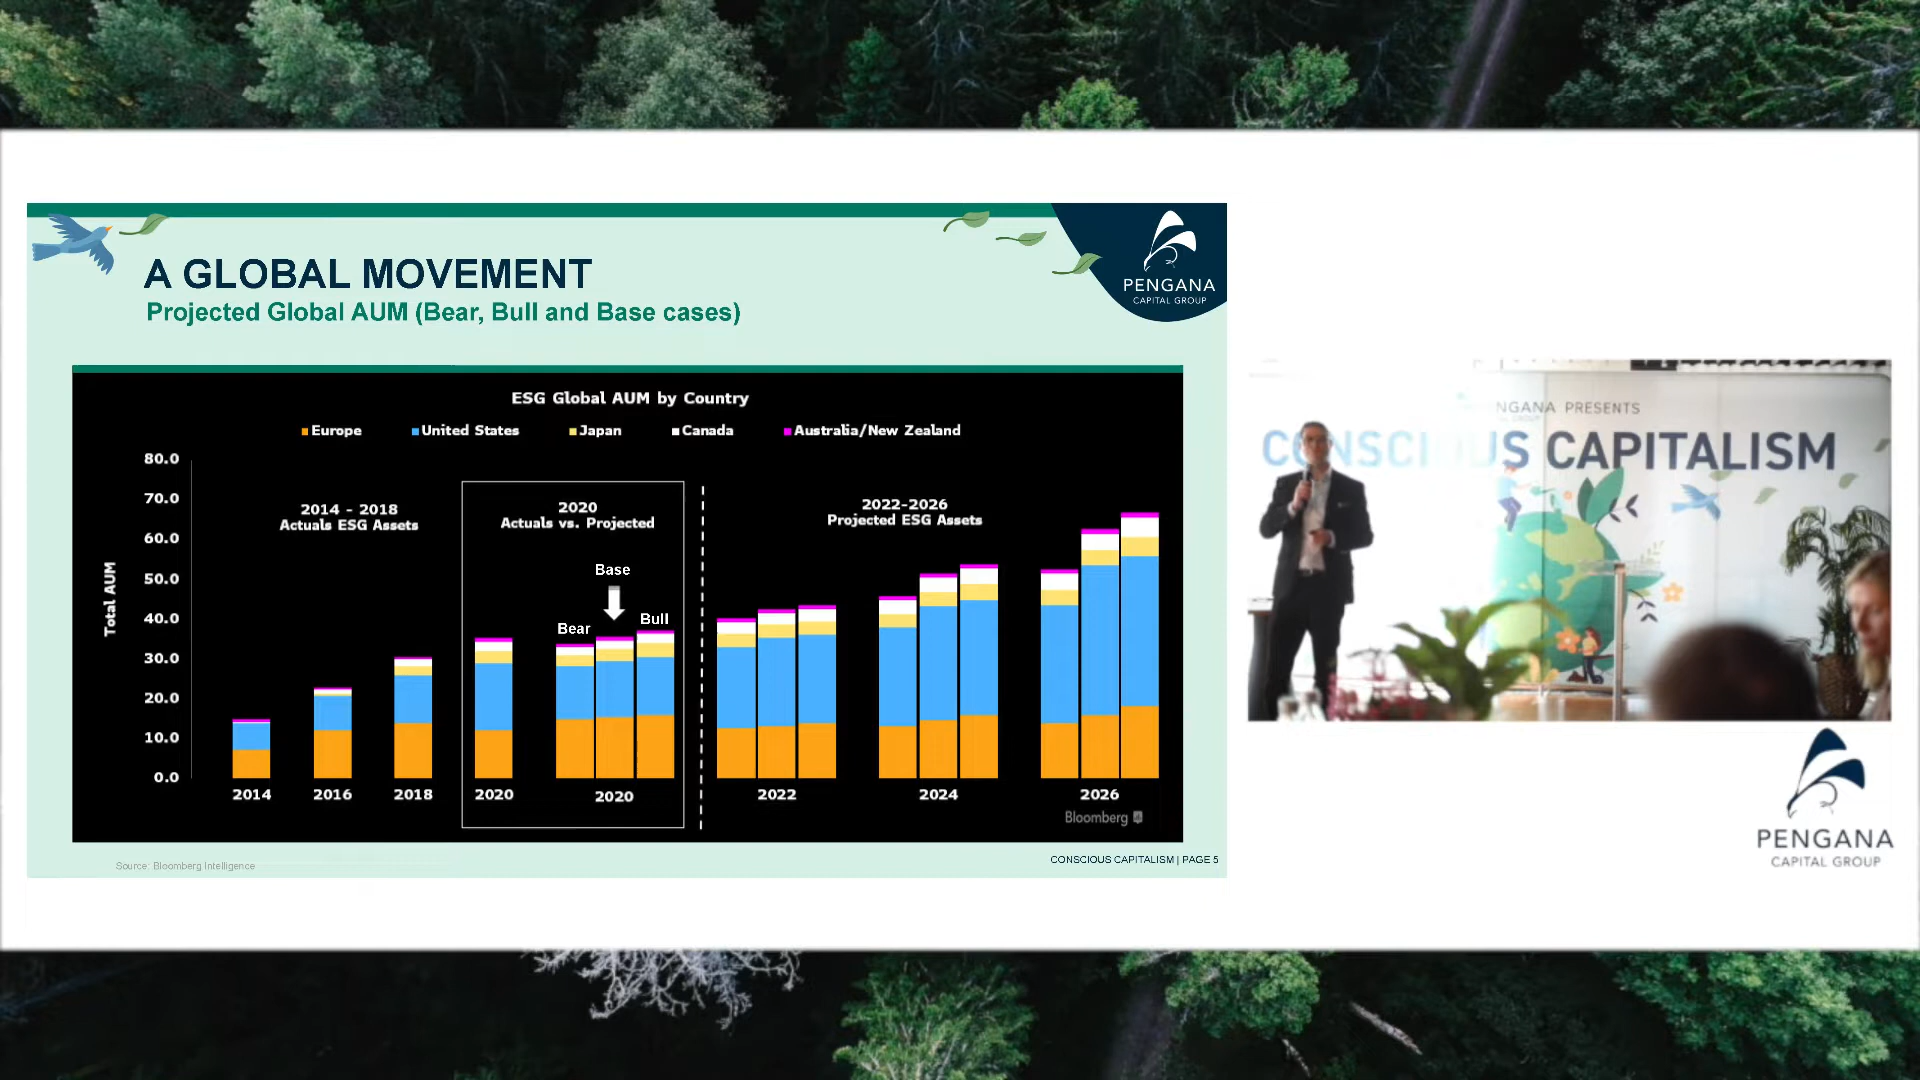 A GLOBAL MOVEMENT
Projected Global AUM (Bear, Bull and Base cases)
PENGANA
CAPITAL GROUP
ESG Global AUM by Country
Europe United States Japan Canada Australia/New Zealand
Total AUM
80.0
70.0
60.0
50.0
40.0
30.0
20.0
10.0
0.0
2014 - 2018
Actuals ESG Assets
2020
Actuals vs. Projected
Base
Bear
Bull
2022-2026
Projected ESG Assets
2014 2016 2018 2020 2020 2022 2024 2026
Bloomberg
Source: Bloomberg Intelligence
CONSCIOUS CAPITALISM | PAGE 5
NGANA PRESENTS
CONSCIOUS CAPITALISM
PENGANA
CAPITAL GROUP